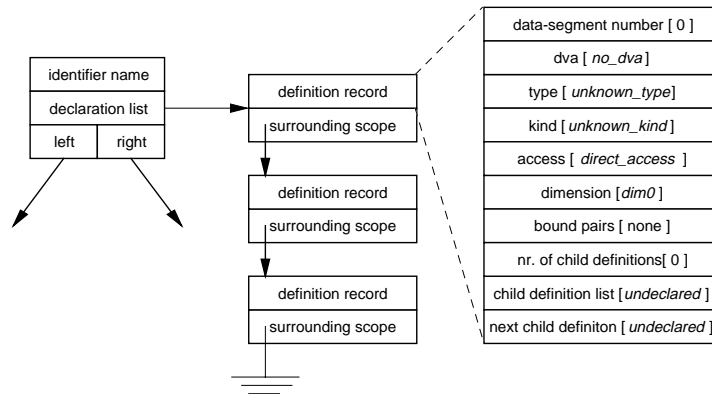 identifier name
declaration list
left
right
definition record
surrounding scope
definition record
surrounding scope
definition record
surrounding scope
data-segment number [ 0 ]
dva [ no_dva]
type [ unknown_type]
kind [unknown_kind]
access [ direct_access ]
dimension [dim0 ]
bound pairs [ none ]
nr. of child definitions[ 0 ]
child definition list [undeclared ]
next child definiton [ undeclared ]